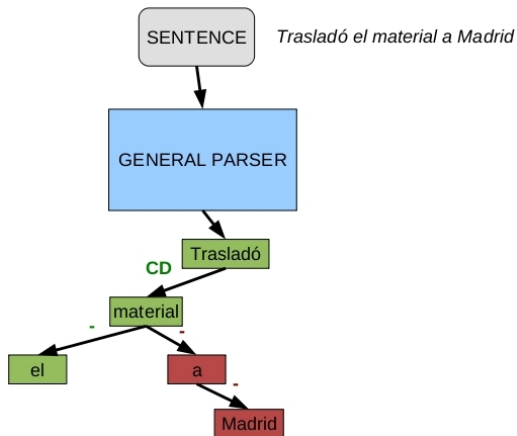 SENTENCE
Trasladó el material a Madrid
GENERAL PARSER
Trasladó
CD
material
-
-
el
a
-
Madrid